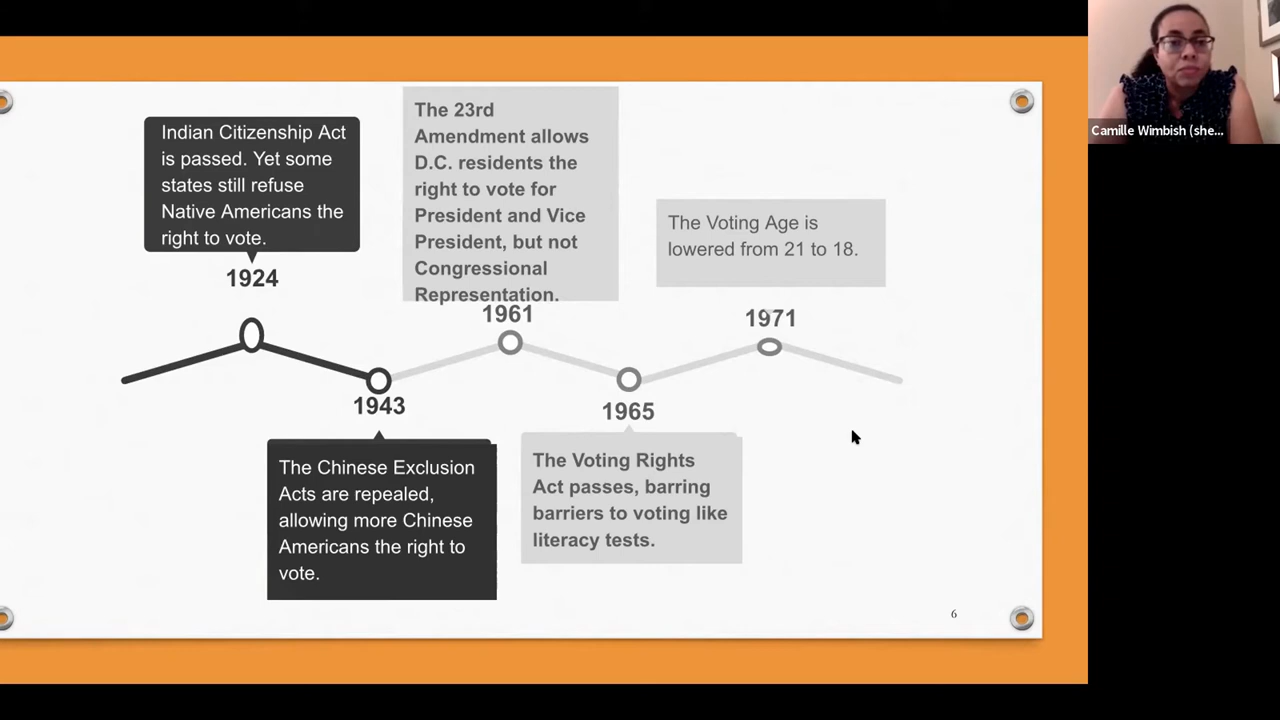 Indian Citizenship Act
is passed. Yet some
states still refuse
Native Americans the
right to vote.
1924
The 23rd
Amendment allows
D.C. residents the
right to vote for
President and Vice
President, but not
Congressional
Representation.
1961
The Voting Age is
lowered from 21 to 18.
1971
1943
The Chinese Exclusion
Acts are repealed,
allowing more Chinese
Americans the right to
vote.
1965
The Voting Rights
Act passes, barring
barriers to voting like
literacy tests.
6
Camille Wimbish (she...